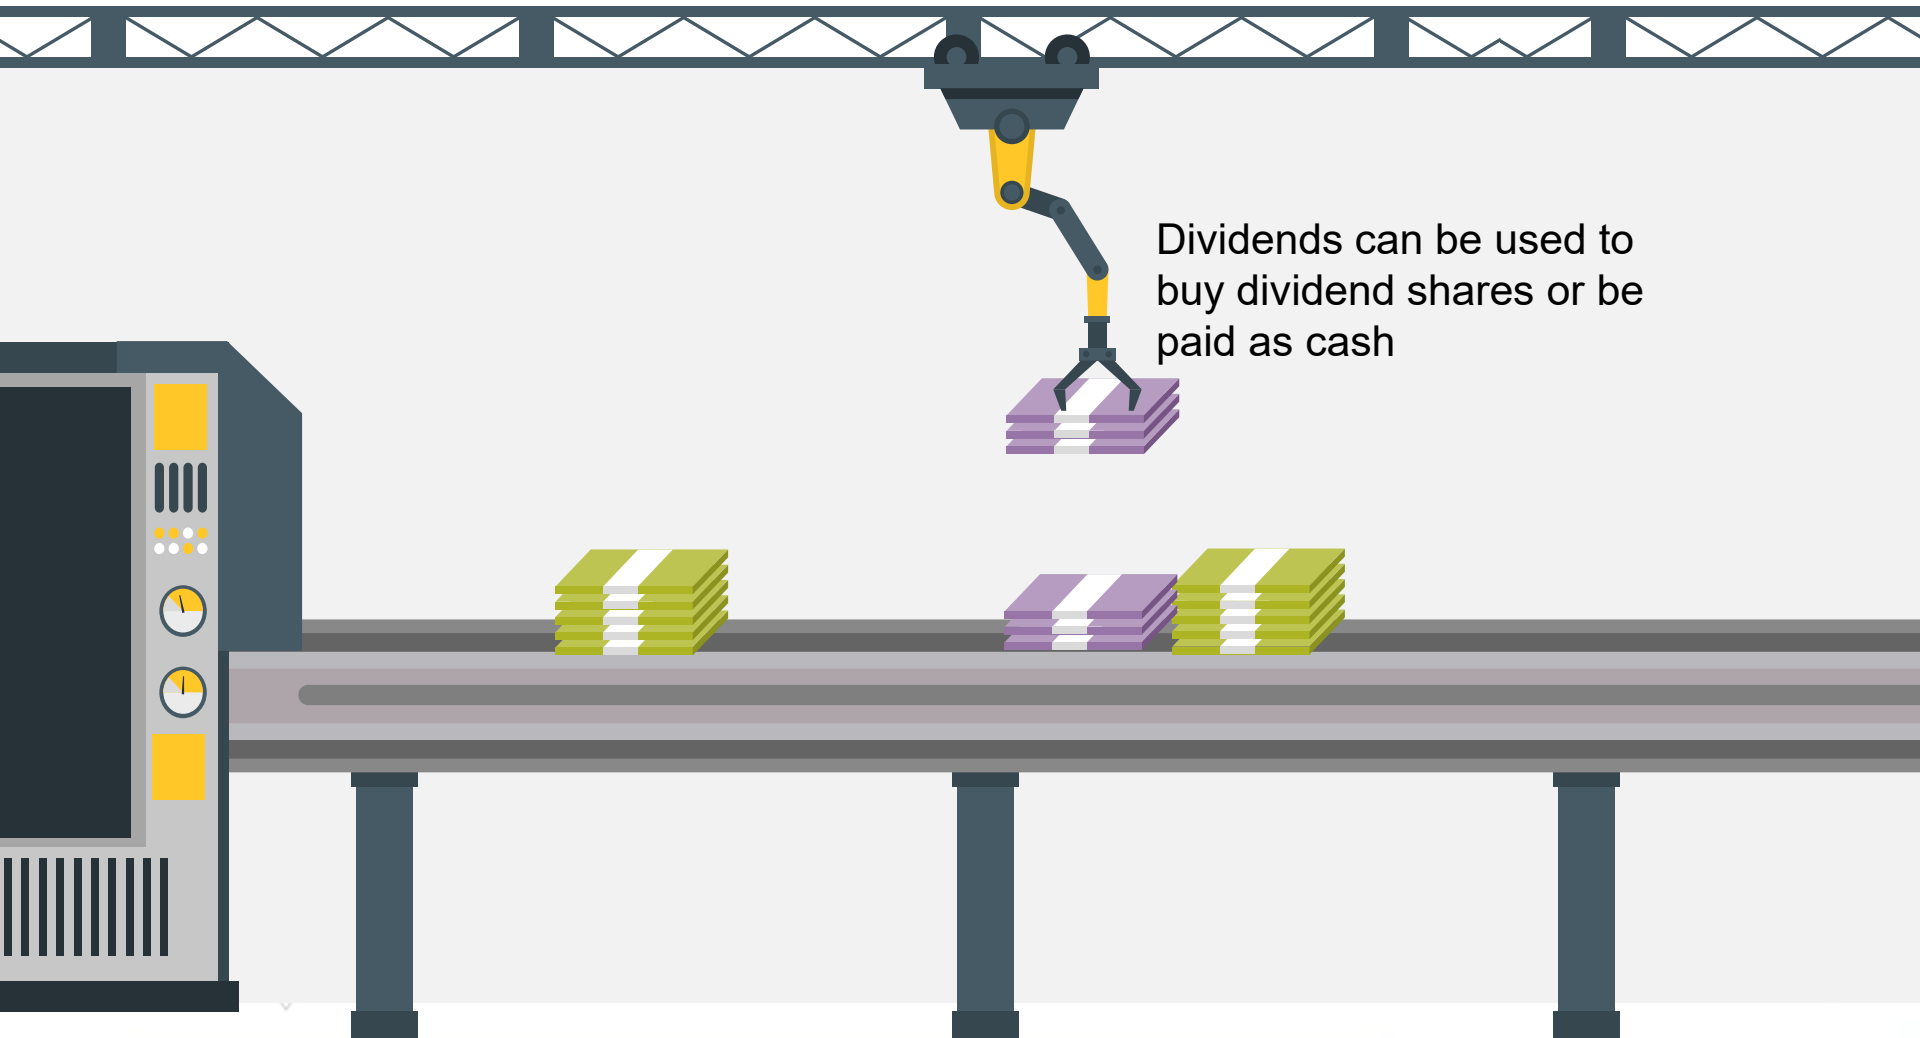 Dividends can be used to
buy dividend shares or be
paid as cash